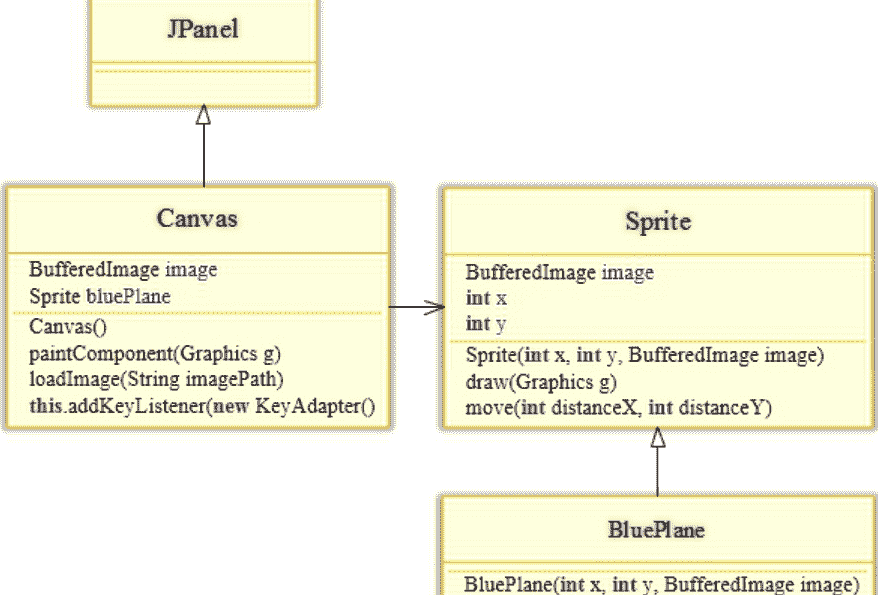 JPanel
Canvas
BufferedImage image
Sprite bluePlane
Canvas()
paintComponent(Graphics g)
loadImage(String imagePath)
this.addKeyListener(new KeyAdapter()
Sprite
BufferedImage image
int x
int y
Sprite(int x, int y, BufferedImage image)
draw(Graphics g)
move(int distanceX, int distanceY)
BluePlane
BluePlane(int x, int y, BufferedImage image)